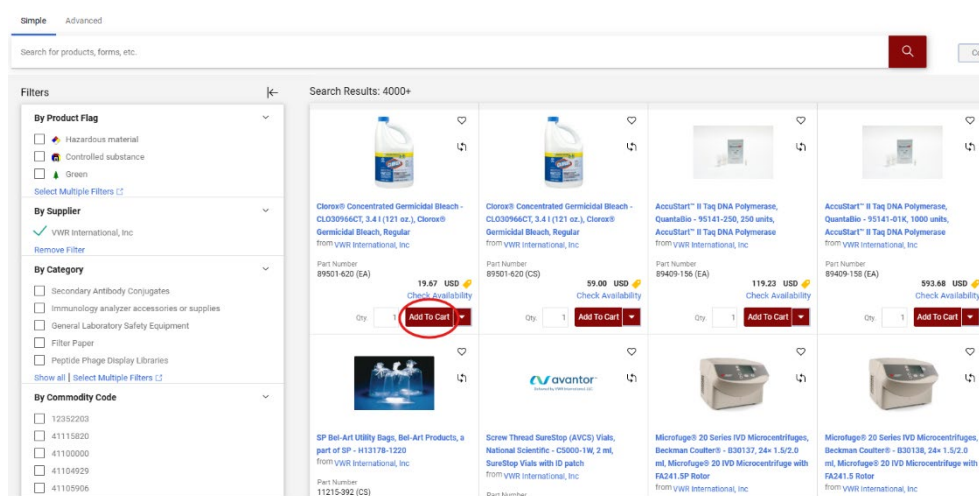 Simple Advanced
Search for products, forms, etc.
Filters
Search Results: 4000+
By Product Flag
Hazardous material
Controlled substance
Green
Select Multiple Filters
By Supplier
VWR International, Inc
Remove Filter
By Category
Secondary Antibody Conjugates
Immunology analyzer accessories or supplies
General Laboratory Safety Equipment
Filter Paper
Peptide Phage Display Libraries
Show all | Select Multiple Filters
By Commodity Code
12352203
41115820
41100000
41104929
41105906
Clorox® Concentrated Germicidal Bleach -
CLO30966CT, 3.4 l (121 oz.), Clorox®
Germicidal Bleach, Regular
from VWR International, Inc
Part Number
89501-620 (EA)
19.67 USD
Check Availability
Qty. 1 Add To Cart
Clorox® Concentrated Germicidal Bleach -
CLO30966CT, 3.4 l (121 oz.), Clorox®
Germicidal Bleach, Regular
from VWR International, Inc
Part Number
89501-620 (CS)
59.00 USD
Check Availability
Qty. 1 Add To Cart
AccuStart™ II Taq DNA Polymerase,
QuantaBio - 95141-250, 250 units,
AccuStart™ II Taq DNA Polymerase
from VWR International, Inc
Part Number
89409-156 (EA)
119.23 USD
Check Availability
Qty. 1 Add To Cart
AccuStart™ II Taq DNA Polymerase,
QuantaBio - 95141-01K, 1000 units,
AccuStart™ II Taq DNA Polymerase
from VWR International, Inc
Part Number
89409-158 (EA)
593.68 USD
Check Availability
Qty. 1 Add To Cart
SP Bel-Art Utility Bags, Bel-Art Products, a
part of SP - H13178-1220
from VWR International, Inc
Part Number
11215-392 (CS)
avantor
Screw Thread SureStop (AVCS) Vials,
National Scientific - C5000-1W, 2 ml,
SureStop Vials with ID patch
from VWR International, Inc
Part Number
Microfuge® 20 Series IVD Microcentrifuges,
Beckman Coulter® - B30137, 24× 1.5/2.0
ml, Microfuge® 20 IVD Microcentrifuge with
FA241.5P Rotor
from VWR International, Inc
Microfuge® 20 Series IVD Microcentrifuges,
Beckman Coulter® - B30138, 24× 1.5/2.0
ml, Microfuge® 20 IVD Microcentrifuge with
FA241.5 Rotor
from VWR International, Inc